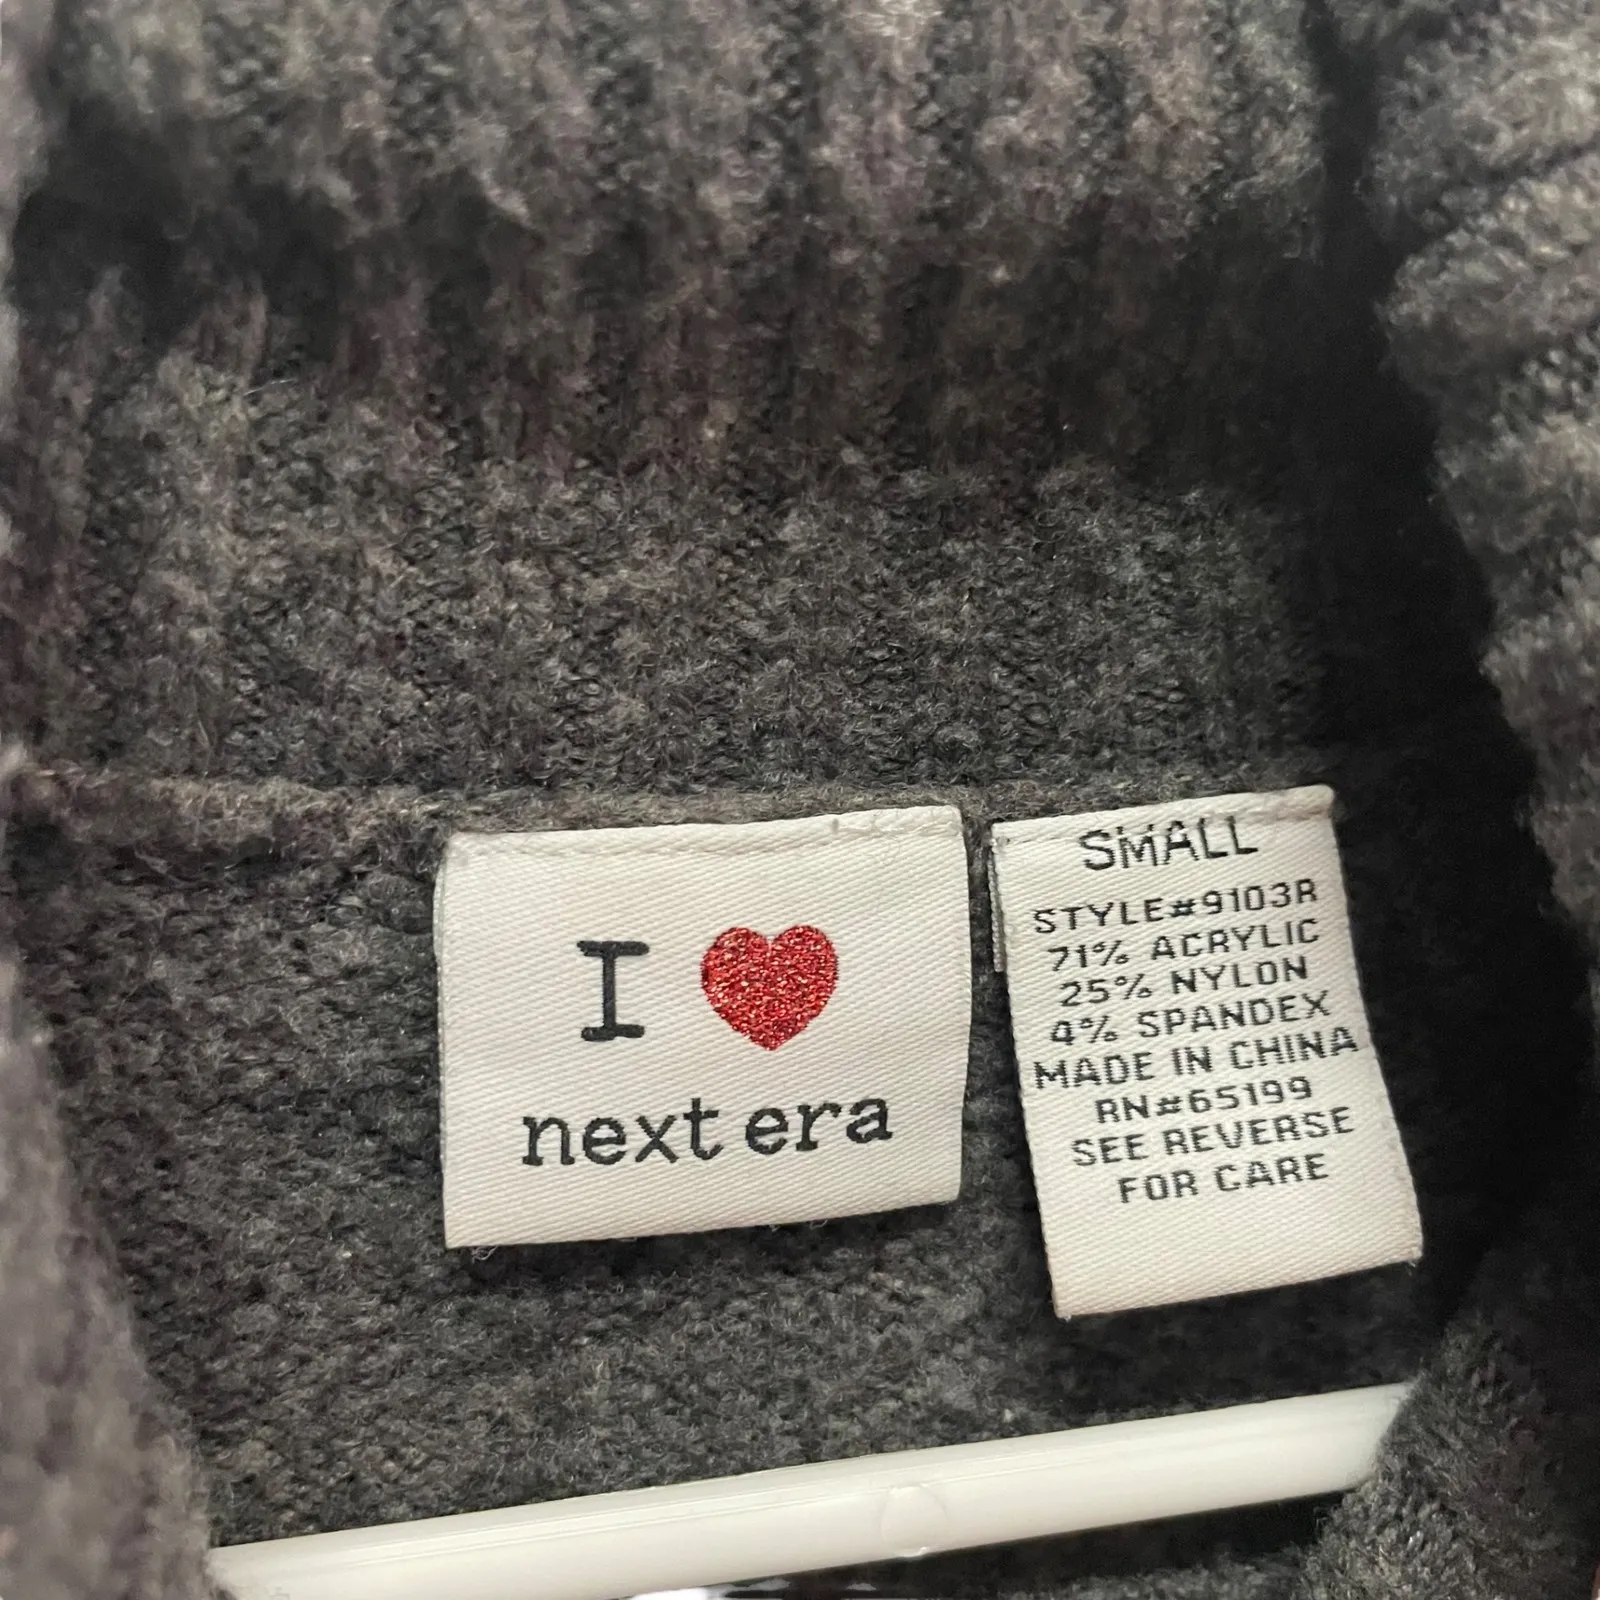 I ❤
next era
SMALL
STYLE#9103R
71% ACRYLIC
25% NYLON
4% SPANDEX
MADE IN CHINA
RN#65199
SEE REVERSE
FOR CARE